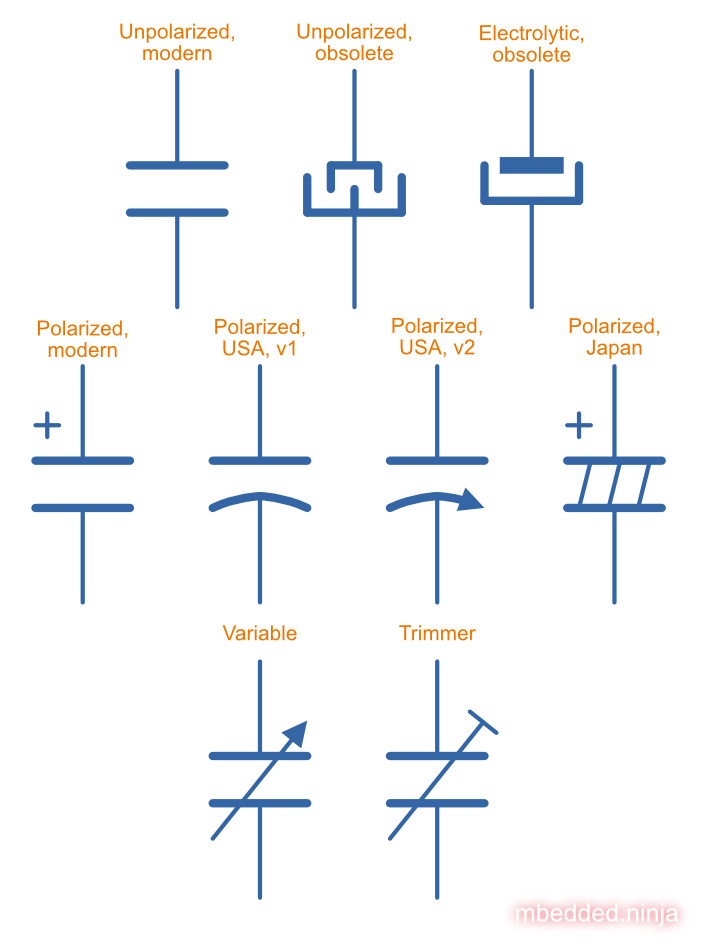 Unpolarized,
modern
Unpolarized,
obsolete
Electrolytic,
obsolete
Polarized,
modern
Polarized,
USA, v1
Polarized,
USA, v2
Polarized,
Japan
+
+
Variable
Trimmer
mbedded.ninja